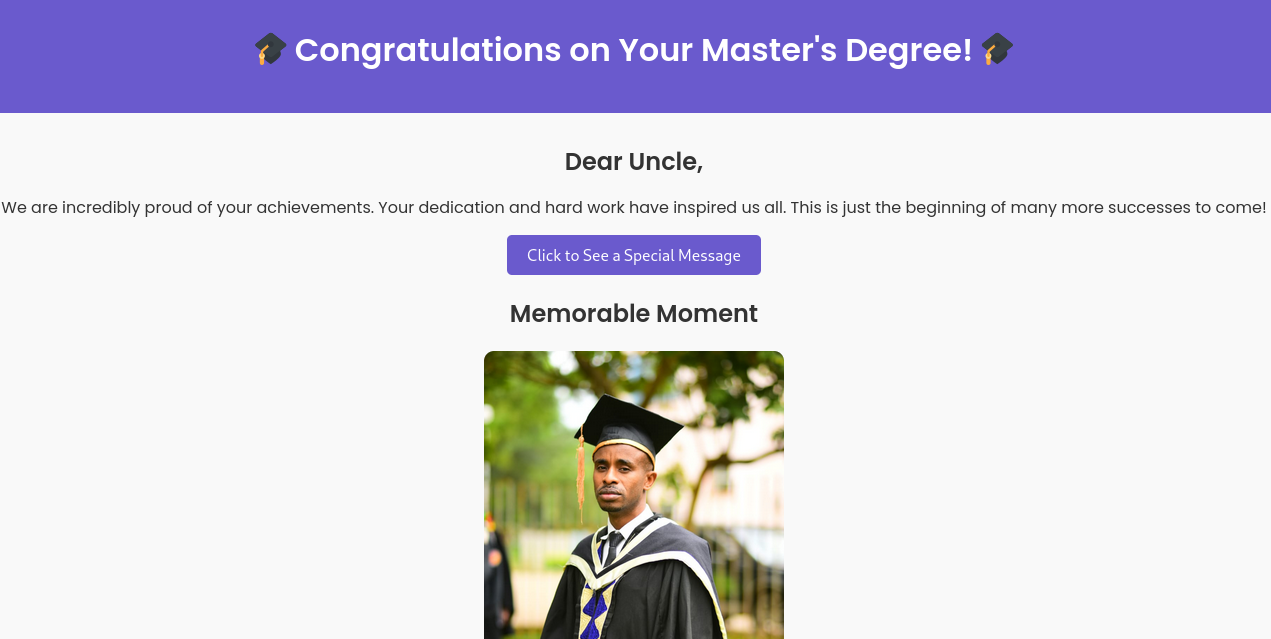 🎓 Congratulations on Your Master's Degree! 🎓
Dear Uncle,
We are incredibly proud of your achievements. Your dedication and hard work have inspired us all. This is just the beginning of many more successes to come!
Click to See a Special Message
Memorable Moment